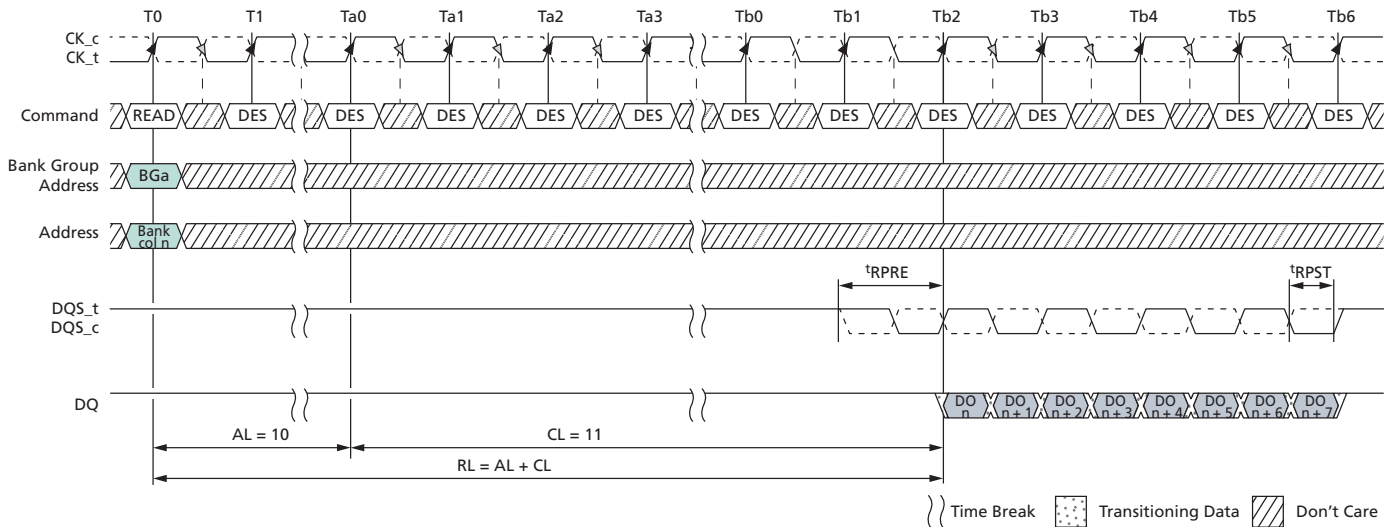 T0 T1 Ta0 Ta1 Ta2 Ta3 Tb0 Tb1 Tb2 Tb3 Tb4 Tb5 Tb6
CK_c
CK_t
Command READ DES DES DES DES DES DES DES DES DES DES DES DES
Bank Group
Address
BGa
Address
Bank
col n
tRPRE tRPST
DQS_t
DQS_c
DQ
DO n DO n + 1 DO n + 2 DO n + 3 DO n + 4 DO n + 5 DO n + 6 DO n + 7
AL = 10 CL = 11
RL = AL + CL
Time Break Transitioning Data Don't Care